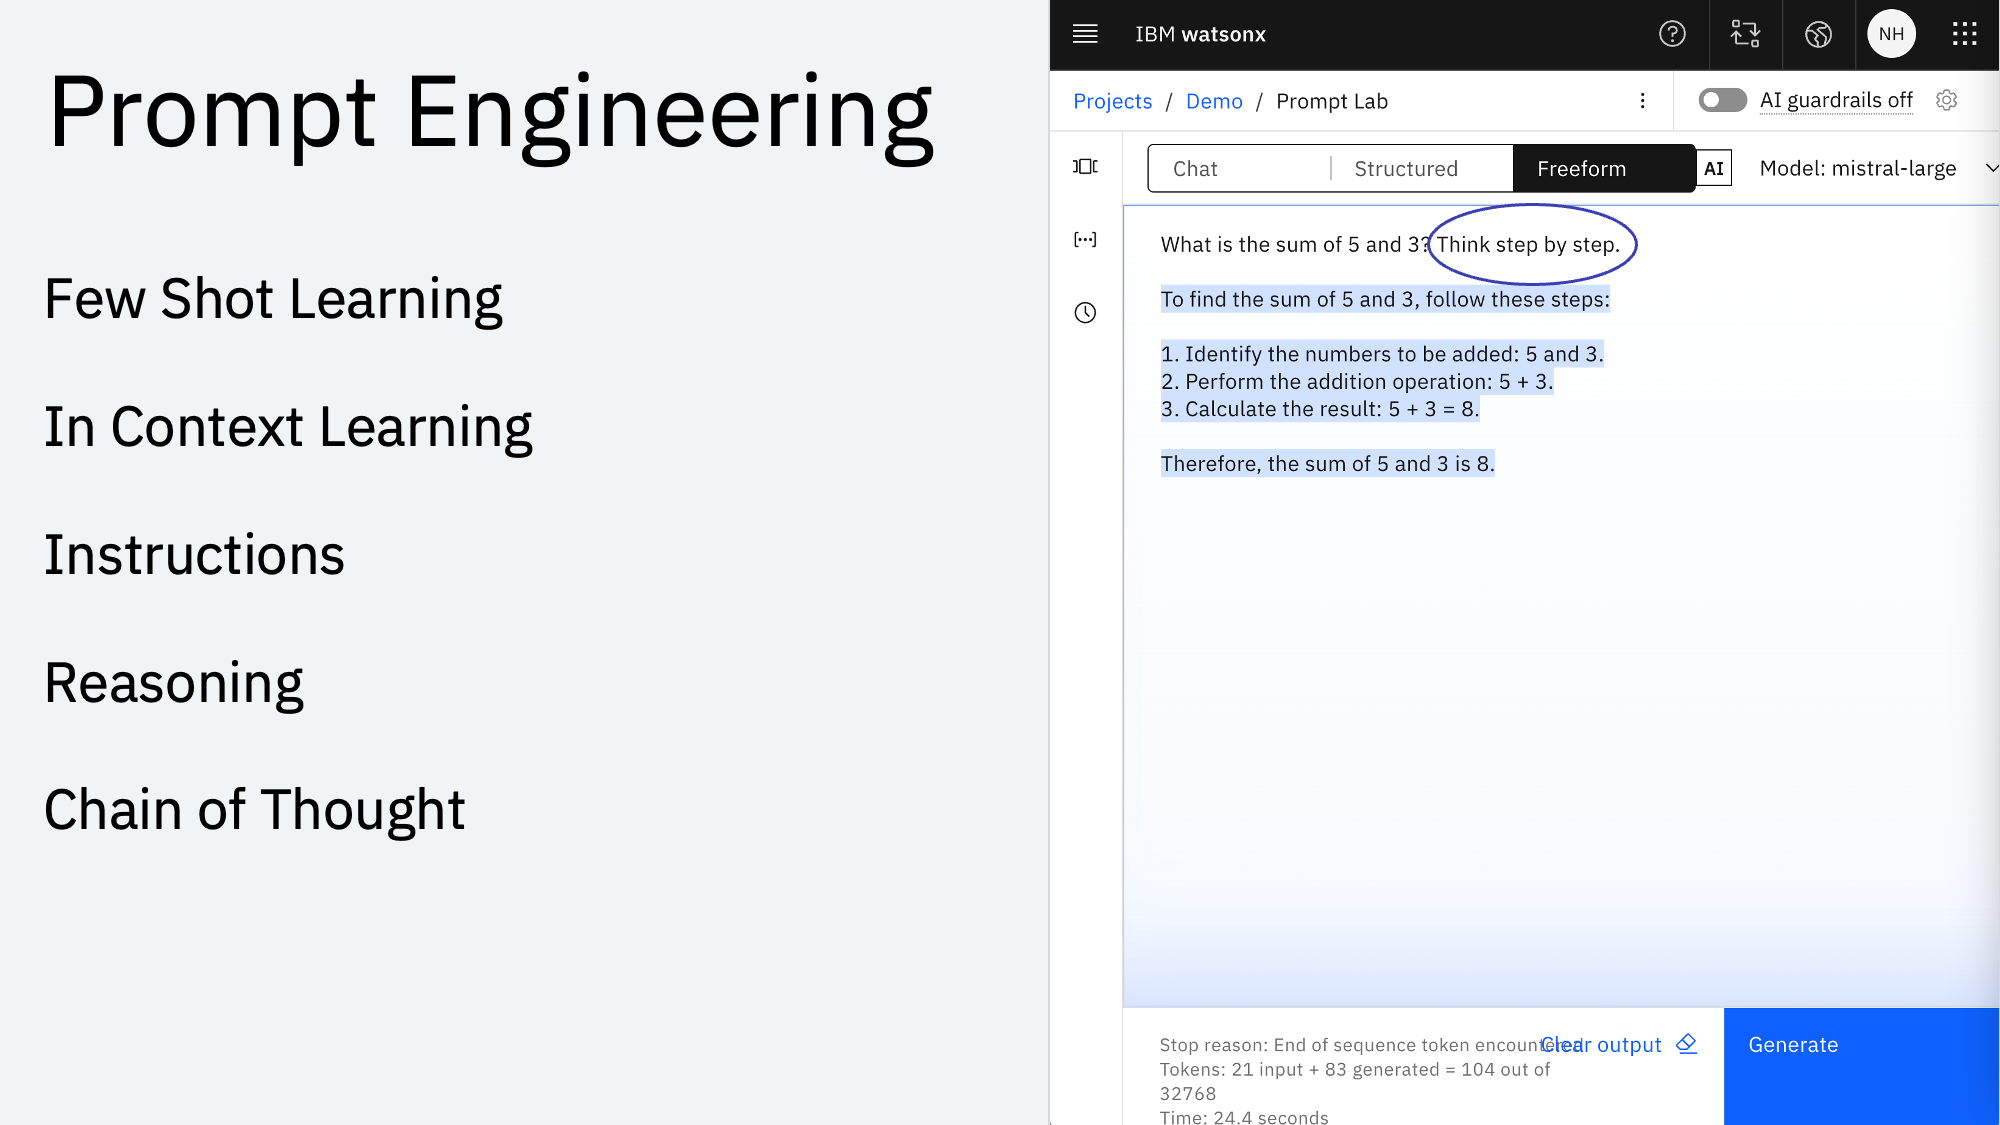 Prompt Engineering
Few Shot Learning
In Context Learning
Instructions
Reasoning
Chain of Thought
IBM watsonx
NH
Projects / Demo / Prompt Lab
AI guardrails off
Chat | Structured
Freeform
AI
Model: mistral-large
What is the sum of 5 and 3? Think step by step.
To find the sum of 5 and 3, follow these steps:
1. Identify the numbers to be added: 5 and 3.
2. Perform the addition operation: 5 + 3.
3. Calculate the result: 5 + 3 = 8.
Therefore, the sum of 5 and 3 is 8.
Stop reason: End of sequence token encountered
Clear output
Generate
Tokens: 21 input + 83 generated = 104 out of
32768
Time: 24.4 seconds